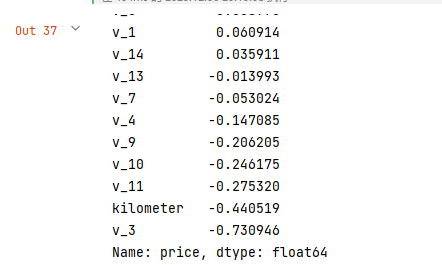 Out 37
v_1 0.060914
v_14 0.035911
v_13 -0.013993
v_7 -0.053024
v_4 -0.147085
v_9 -0.206205
v_10 -0.246175
v_11 -0.275320
kilometer -0.440519
v_3 -0.730946
Name: price, dtype: float64